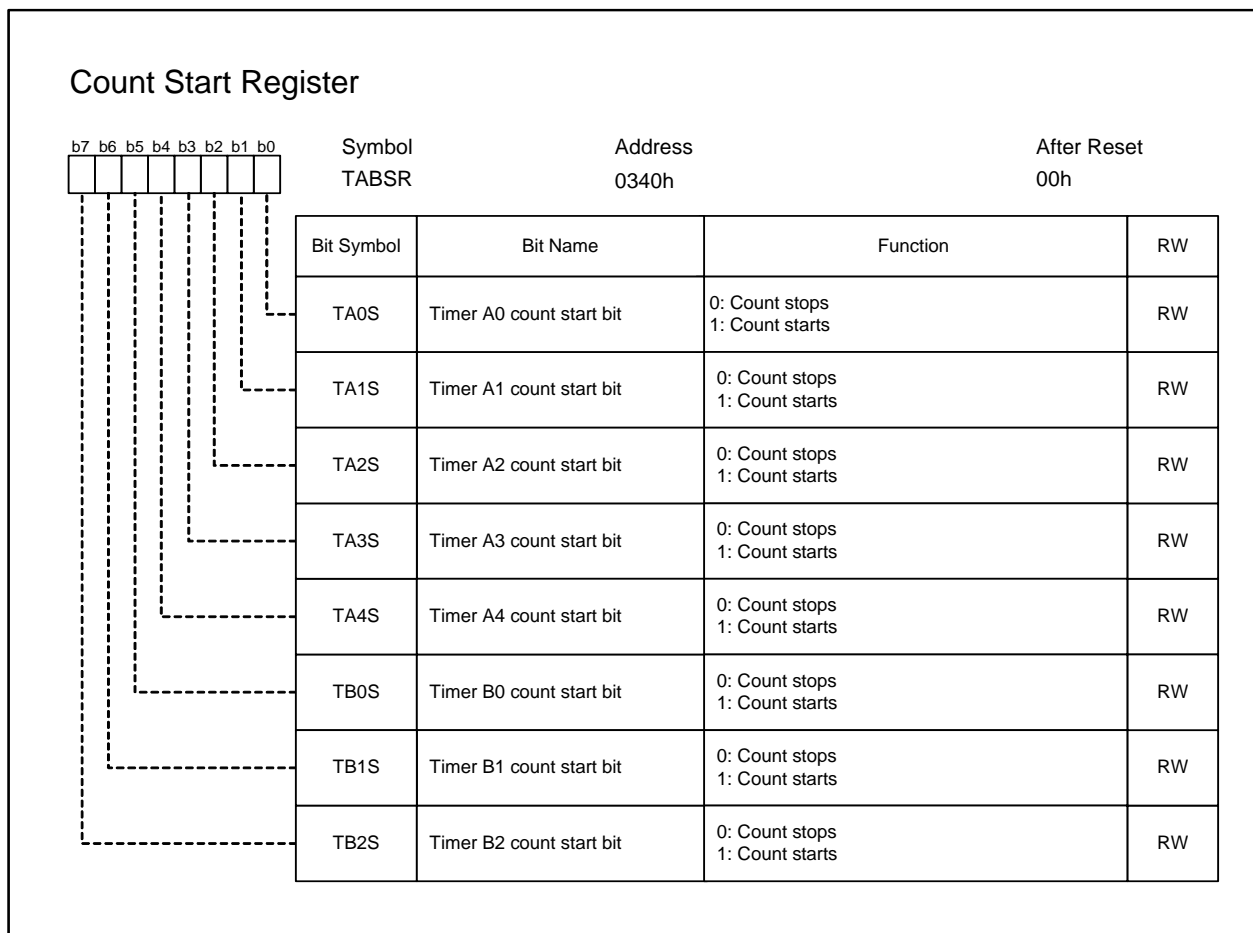 Count Start Register
b7 b6 b5 b4 b3 b2 b1 b0
Symbol Address After Reset
TABSR 0340h 00h
Bit Symbol Bit Name Function RW
TA0S Timer A0 count start bit 0: Count stops
1: Count starts RW
TA1S Timer A1 count start bit 0: Count stops
1: Count starts RW
TA2S Timer A2 count start bit 0: Count stops
1: Count starts RW
TA3S Timer A3 count start bit 0: Count stops
1: Count starts RW
TA4S Timer A4 count start bit 0: Count stops
1: Count starts RW
TB0S Timer B0 count start bit 0: Count stops
1: Count starts RW
TB1S Timer B1 count start bit 0: Count stops
1: Count starts RW
TB2S Timer B2 count start bit 0: Count stops
1: Count starts RW